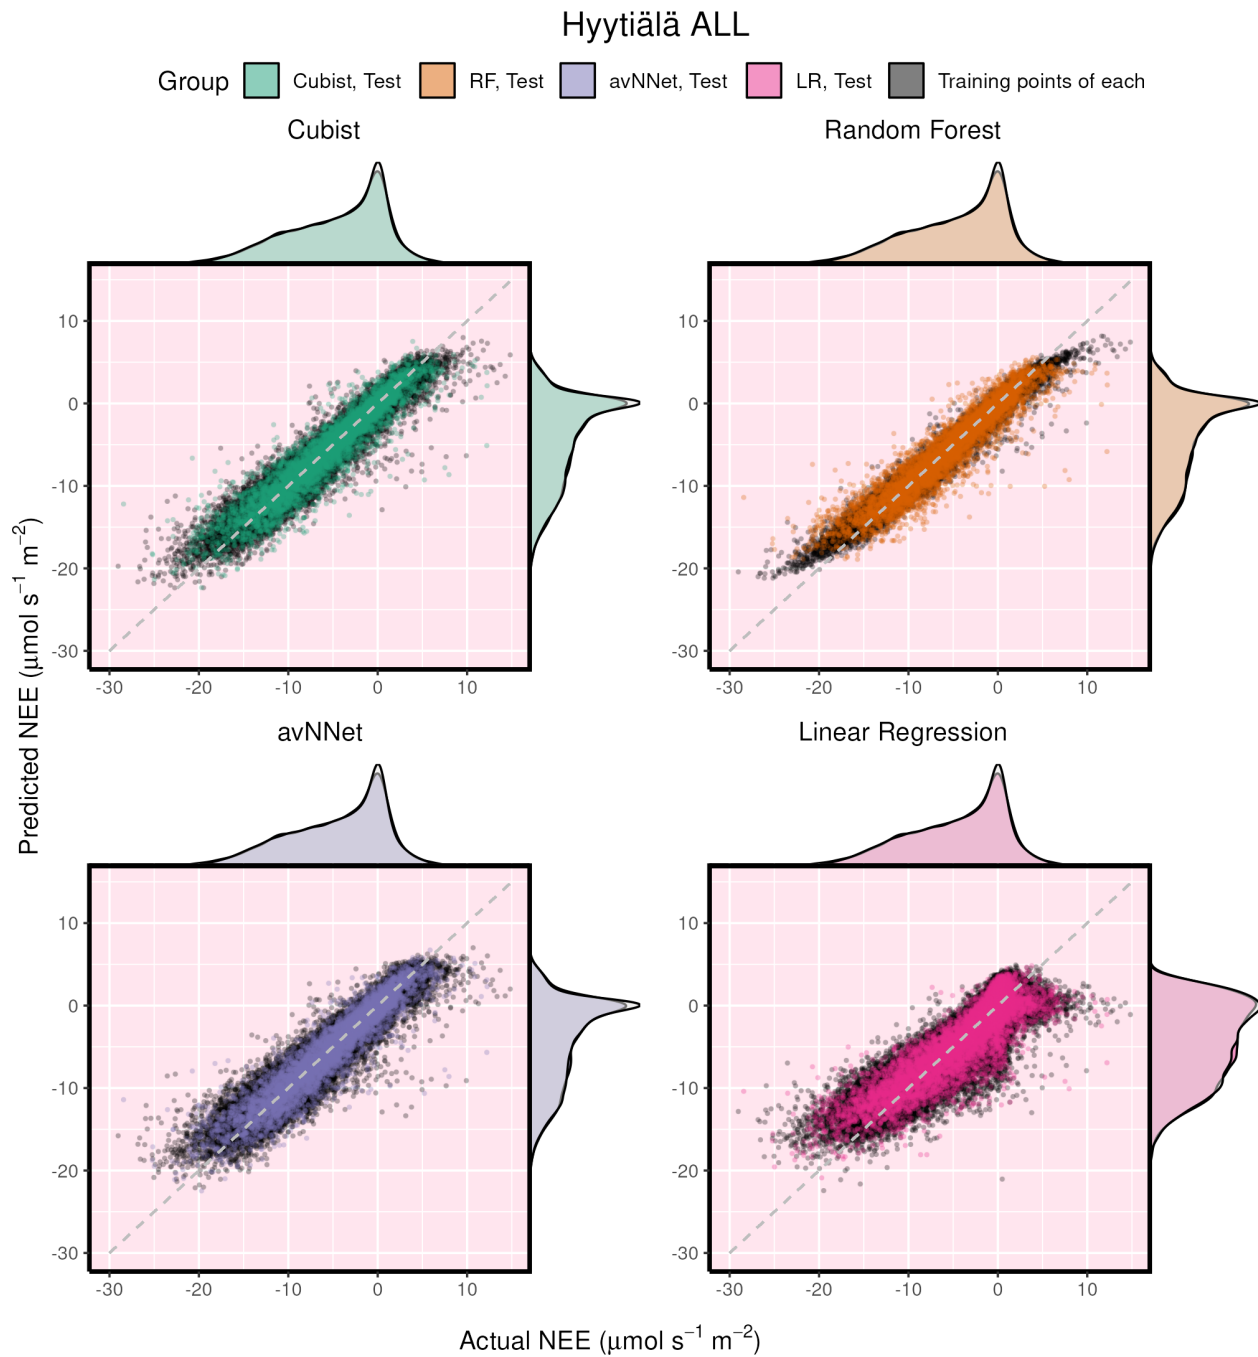 Hyytiälä ALL
Group Cubist, Test RF, Test avNNet, Test LR, Test Training points of each
Cubist Random Forest
10 10
0 0
-10 -10
-20 -20
-30 -30
-30 -20 -10 0 10 -30 -20 -10 0 10
Predicted NEE (μmol s⁻¹ m⁻²)
avNNet Linear Regression
10 10
0 0
-10 -10
-20 -20
-30 -30
-30 -20 -10 0 10 -30 -20 -10 0 10
Actual NEE (μmol s⁻¹ m⁻²)